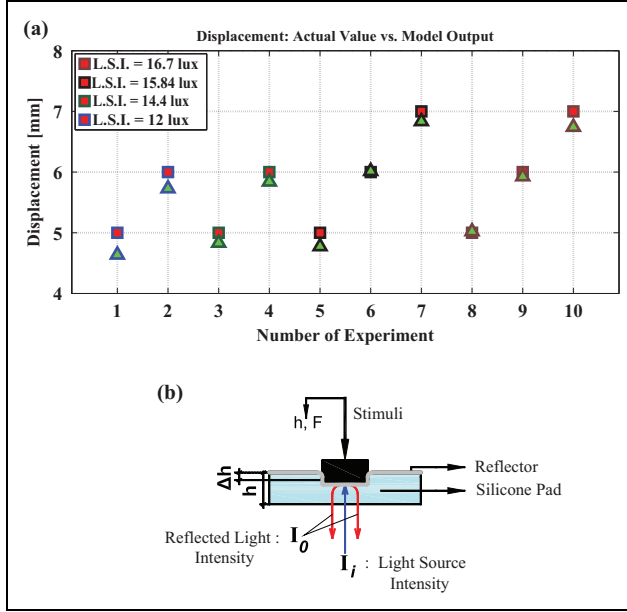 (a)
Displacement: Actual Value vs. Model Output
8
7
6
5
4
Displacement [mm]
L.S.I. = 16.7 lux
L.S.I. = 15.84 lux
L.S.I. = 14.4 lux
L.S.I. = 12 lux
1 2 3 4 5 6 7 8 9 10
Number of Experiment
(b)
h, F
Stimuli
Δh
h
Reflector
Silicone Pad
Reflected Light :
Intensity
I0
Ii : Light Source
Intensity